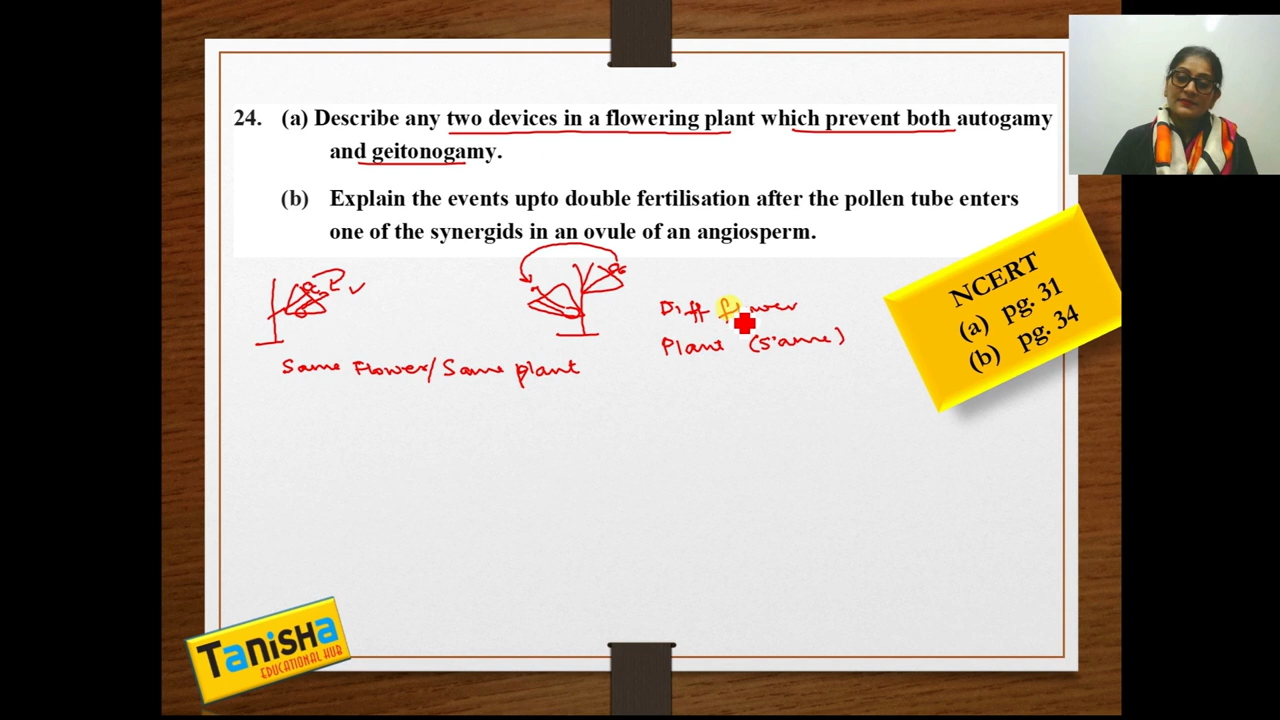 24. (a) Describe any two devices in a flowering plant which prevent both autogamy
and geitonogamy.
(b) Explain the events upto double fertilisation after the pollen tube enters
one of the synergids in an ovule of an angiosperm.
Diff flower
Plant (Same)
Same Flower/Same plant
NCERT
(a) pg. 31
(b) pg. 34
TaniSHa
EDUCATIONAL HUB